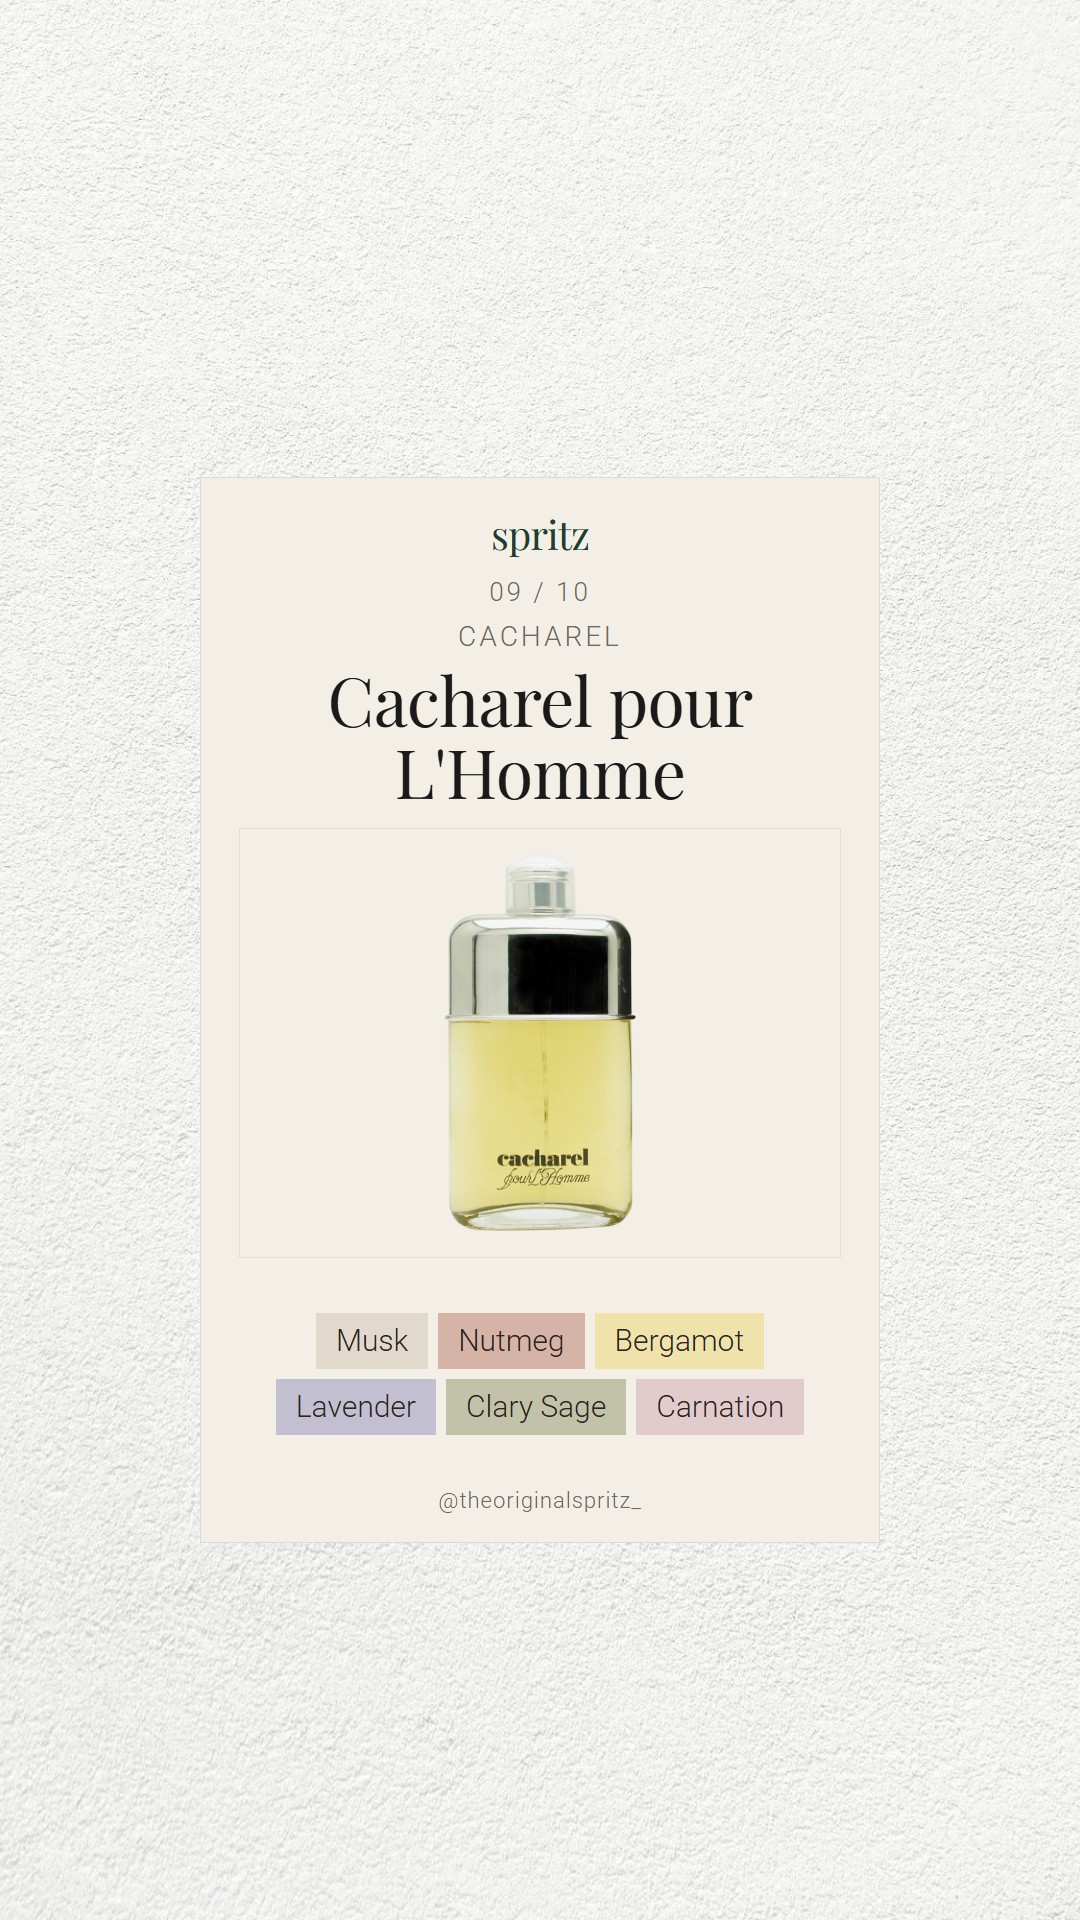 spritz
09 / 10
CACHAREL
Cacharel pour
L'Homme
cacharel
pour L'Homme
Musk Nutmeg Bergamot
Lavender Clary Sage Carnation
@theoriginalspritz_